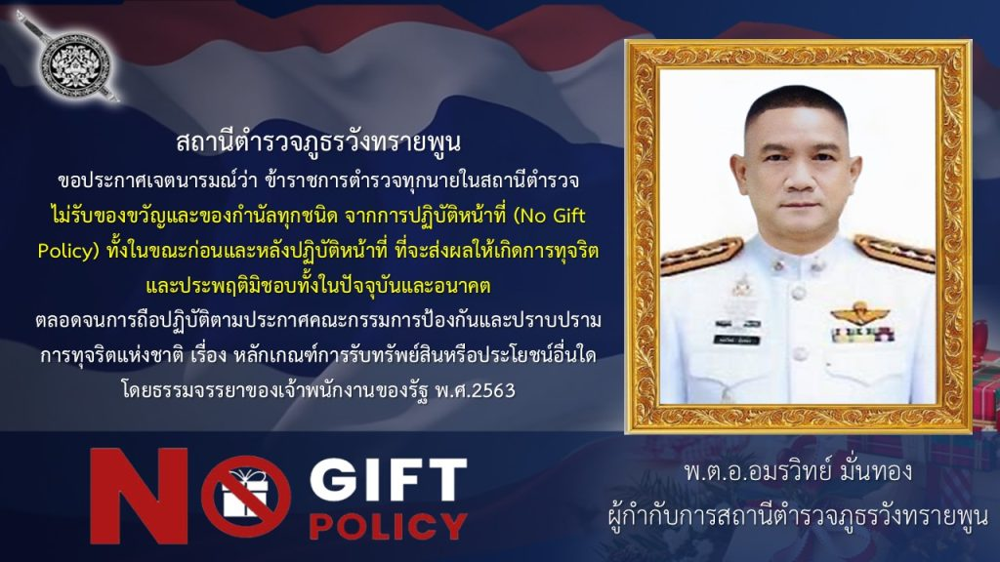 สถานีตำรวจภูธรวังทรายพูน
ขอประกาศเจตนารมณ์ว่า ข้าราชการตำรวจทุกนายในสถานีตำรวจ
ไม่รับของขวัญและของกำนัลทุกชนิด จากการปฏิบัติหน้าที่ (No Gift
Policy) ทั้งในขณะก่อนและหลังปฏิบัติหน้าที่ ที่จะส่งผลให้เกิดการทุจริต
และประพฤติมิชอบทั้งในปัจจุบันและอนาคต
ตลอดจนการถือปฏิบัติตามประกาศคณะกรรมการป้องกันและปราบปราม
การทุจริตแห่งชาติ เรื่อง หลักเกณฑ์การรับทรัพย์สินหรือประโยชน์อื่นใด
โดยธรรมจรรยาของเจ้าพนักงานของรัฐ พ.ศ.2563
NO GIFT
POLICY
พ.ต.อ.อมรวิทย์ มั่นทอง
ผู้กำกับการสถานีตำรวจภูธรวังทรายพูน